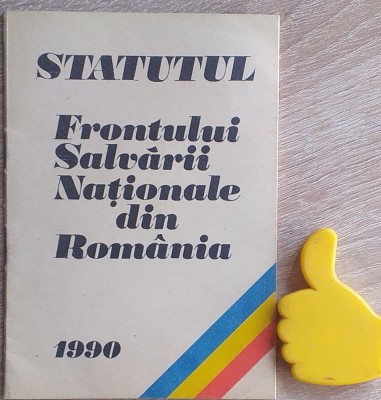 STATUTUL
Frontului
Salvării
Naționale
din
România
1990